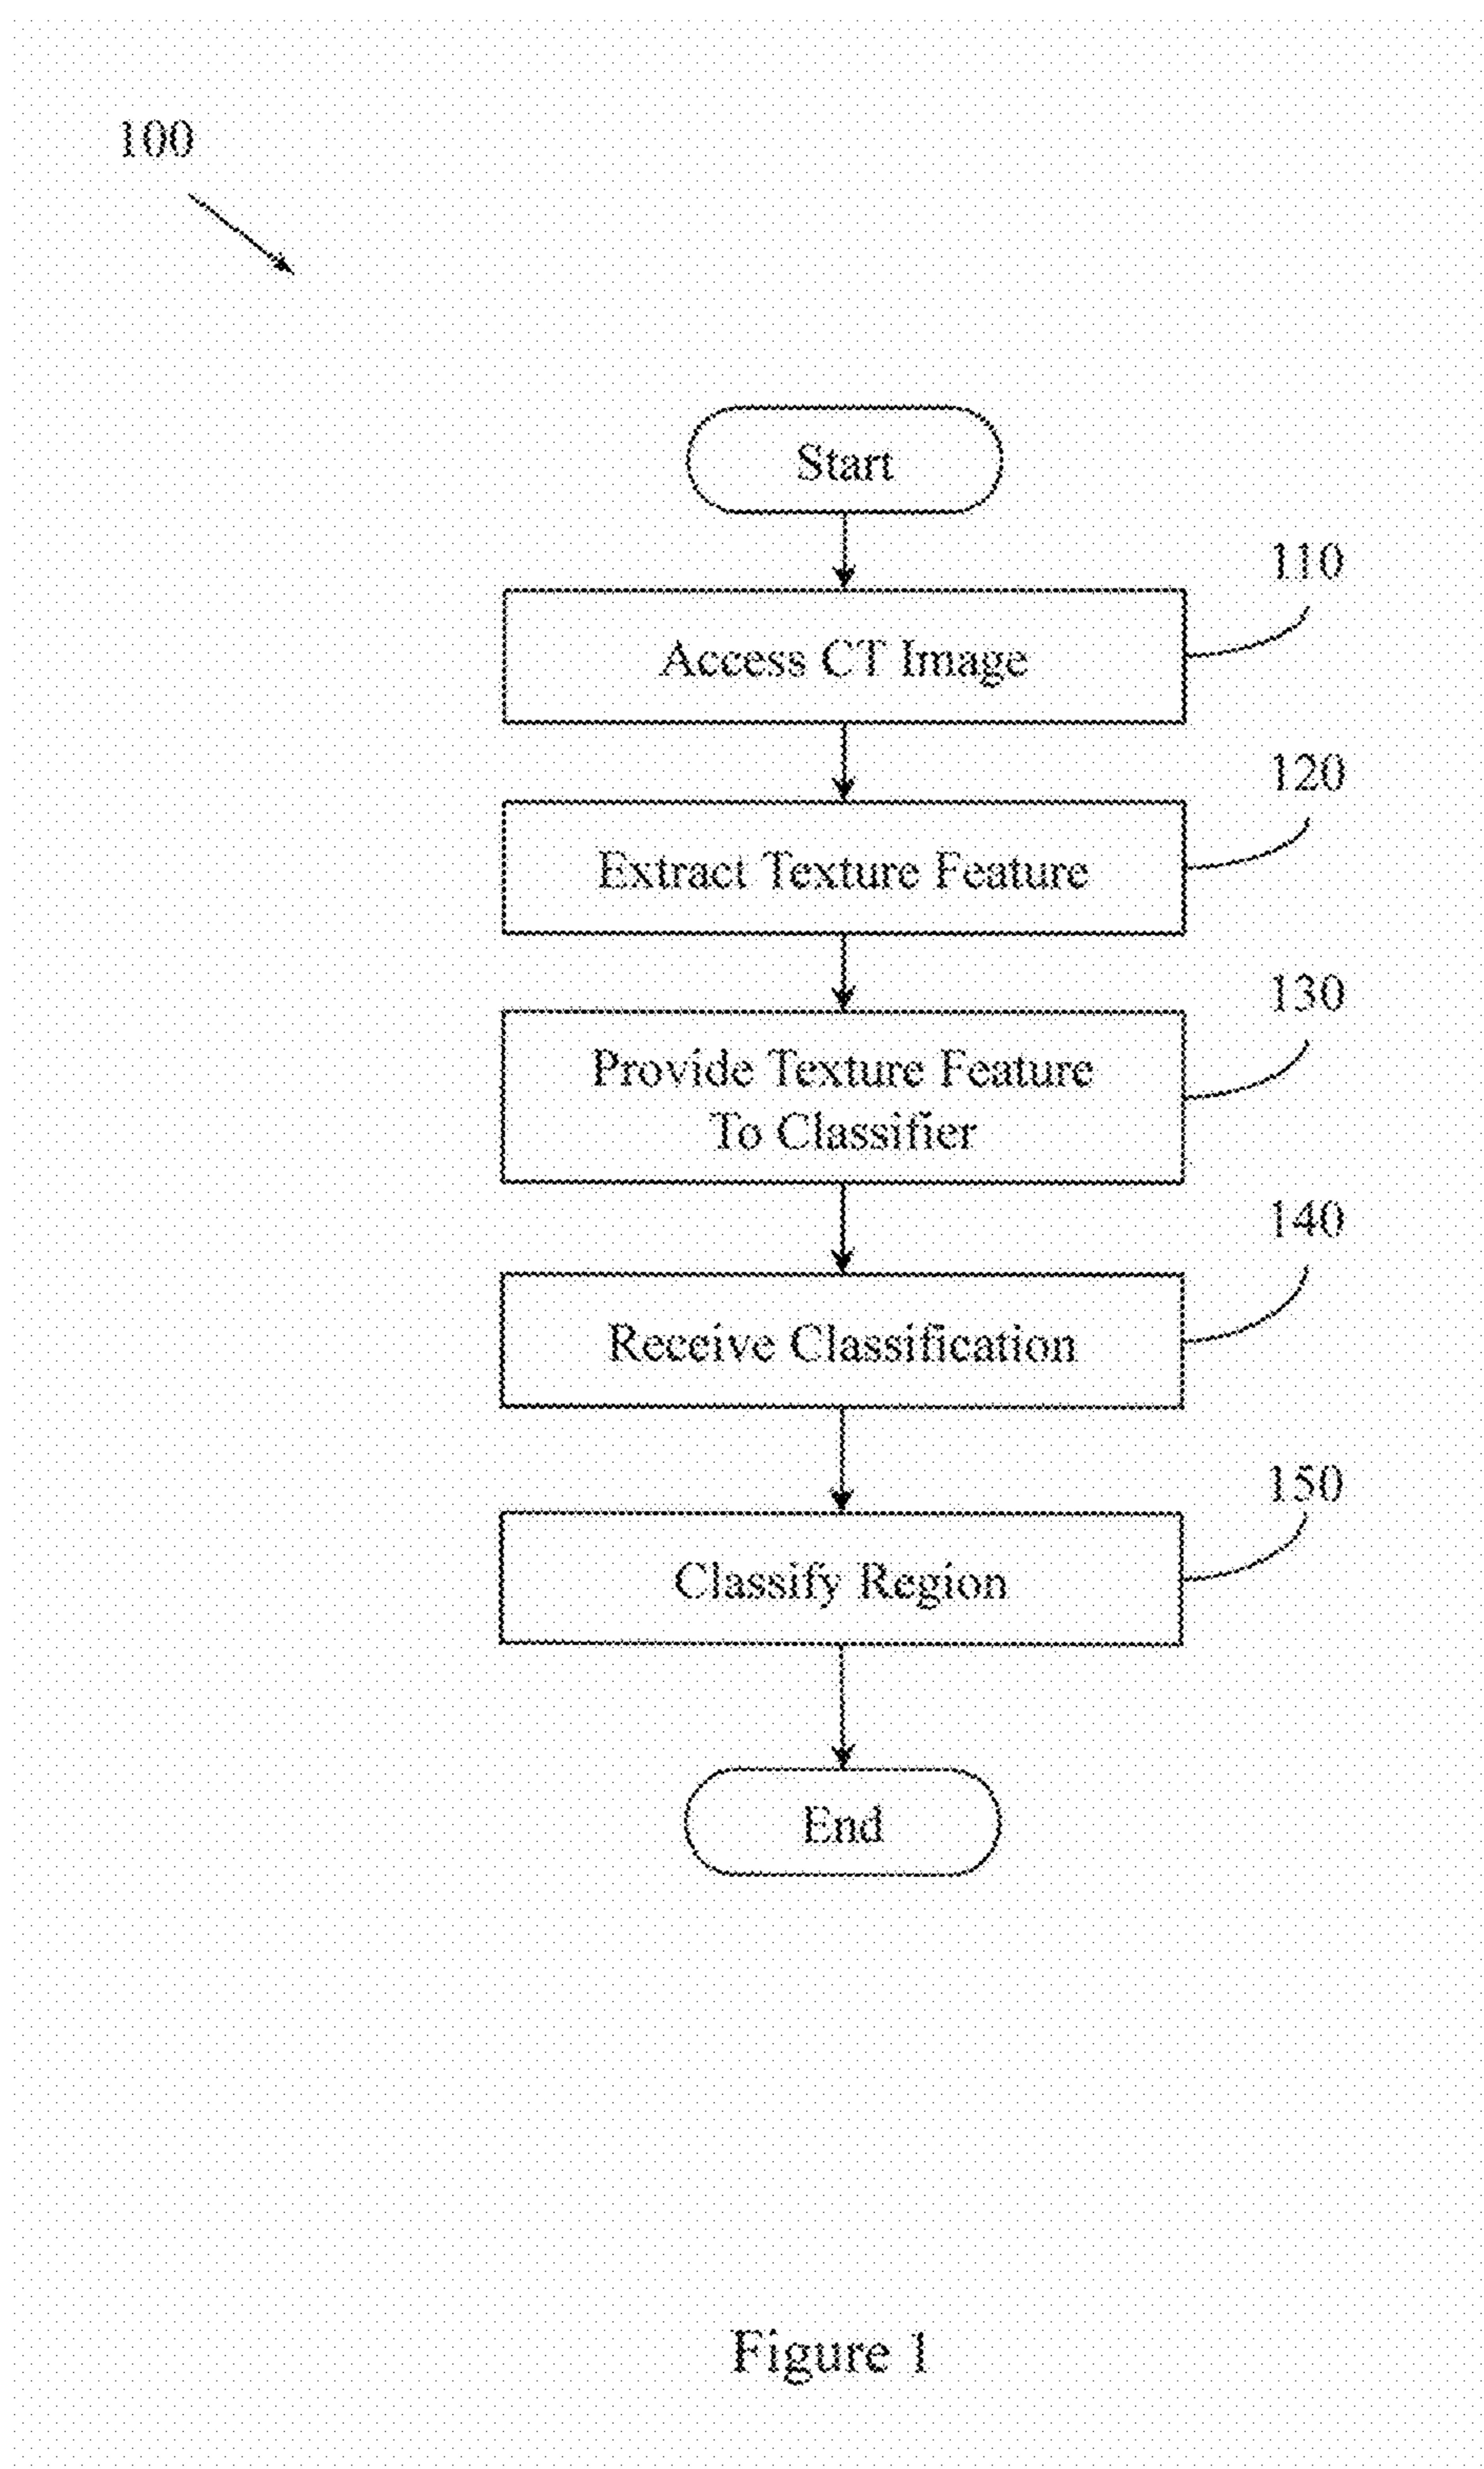 100
Start
110
Access CT Image
120
Extract Texture Feature
130
Provide Texture Feature
To Classifier
140
Receive Classification
150
Classify Region
End
Figure 1